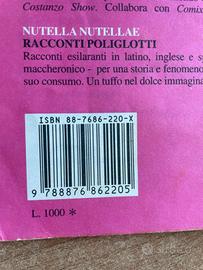 Costanzo Show. Collabora con Comix
NUTELLA NUTELLAE
RACCONTI POLIGLOTTI
Racconti esilaranti in latino, inglese e
maccheronico - per una storia e fenomeno
suo consumo. Un tuffo nel dolce immagina
ISBN 88-7686-220-X
9 788876 862205
L. 1000 *